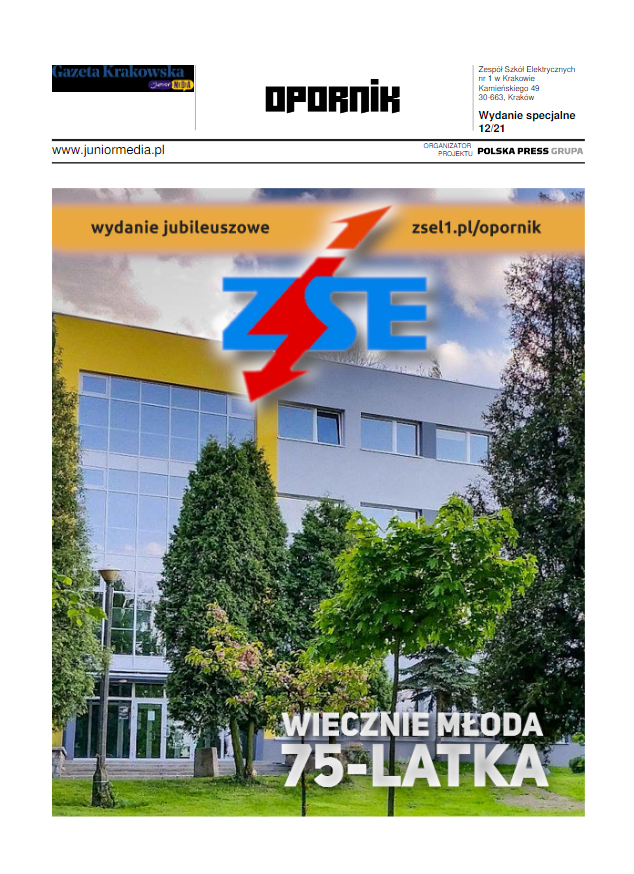 Gazeta Krakowska
Junior MEDIA
OPORNIK
Zespół Szkół Elektrycznych
nr 1 w Krakowie
Kamieńskiego 49
30-663, Kraków
Wydanie specjalne
12/21
www.juniormedia.pl
ORGANIZATOR
PROJEKTU
POLSKA PRESS GRUPA
wydanie jubileuszowe
zsel1.pl/opornik
ZSE
WIECZNIE MŁODA
75-LATKA